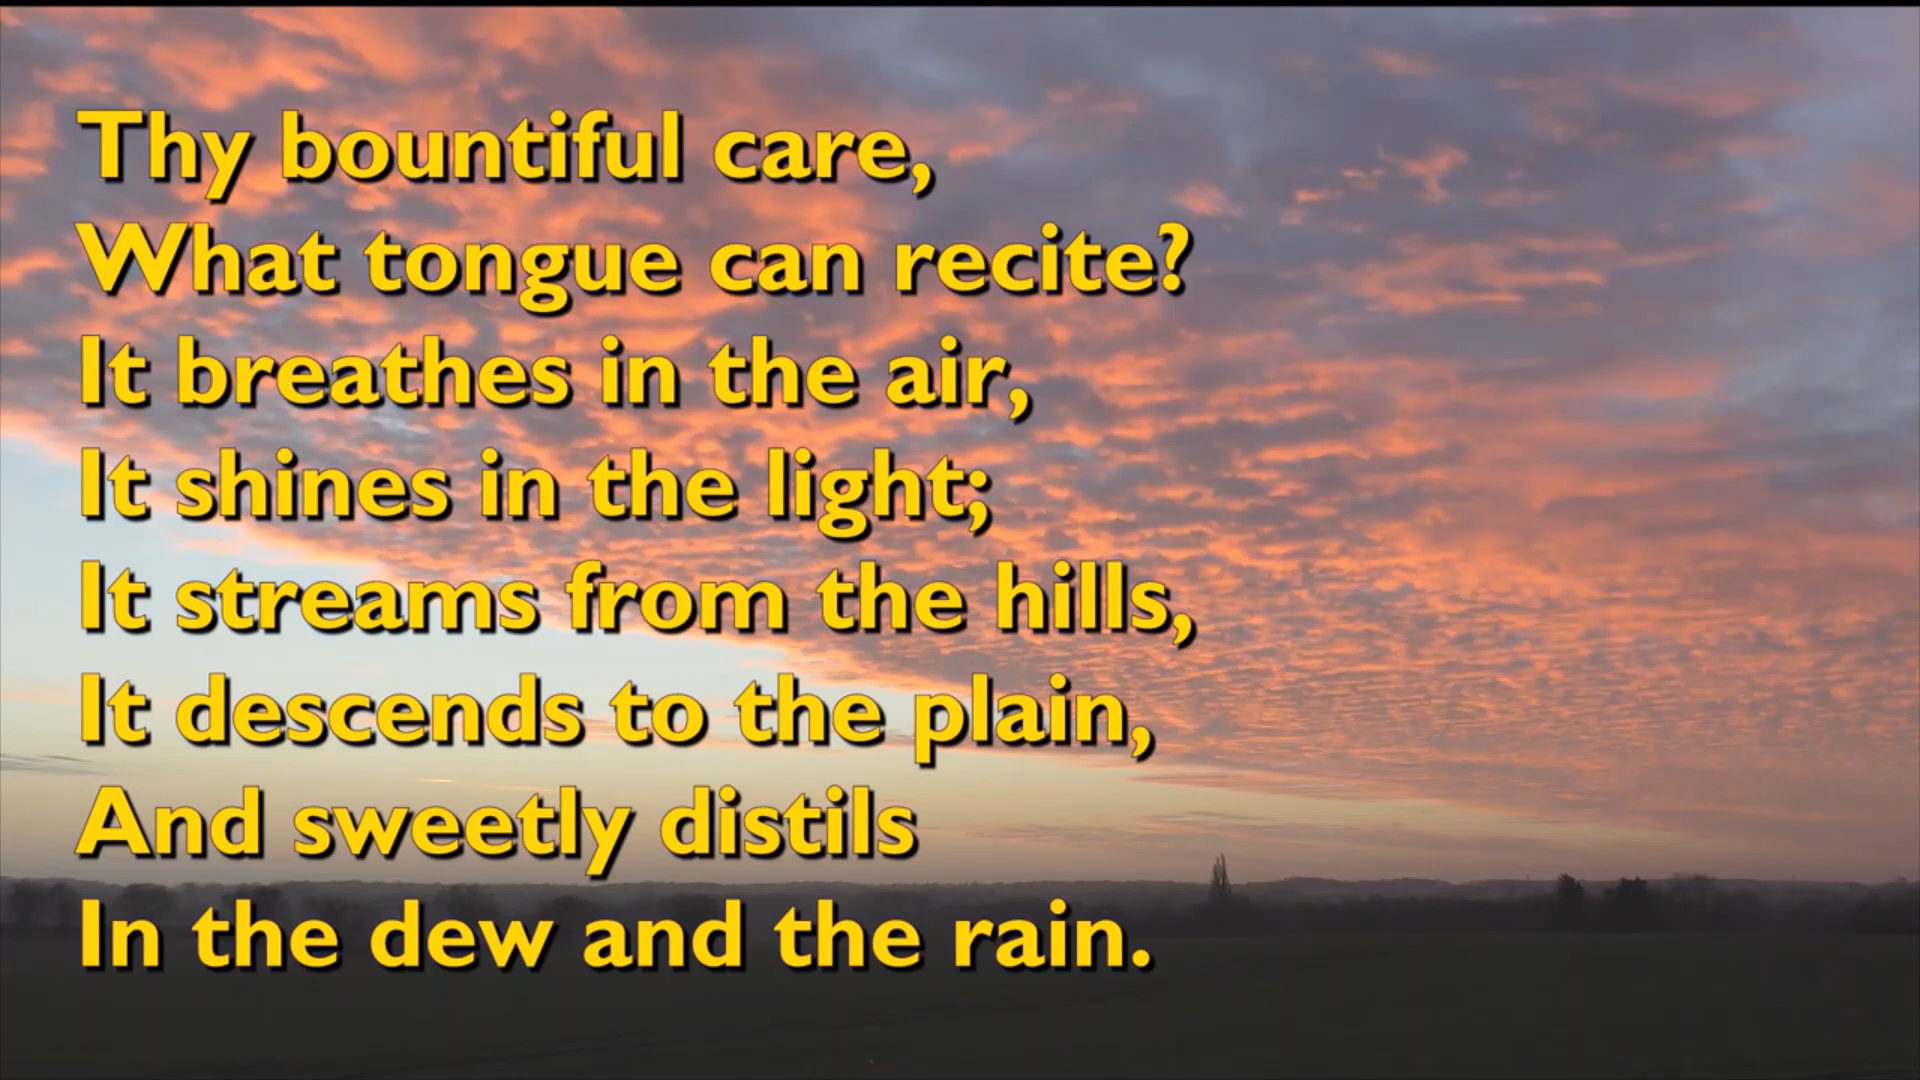 Thy bountiful care,
What tongue can recite?
It breathes in the air,
It shines in the light;
It streams from the hills,
It descends to the plain,
And sweetly distils
In the dew and the rain.